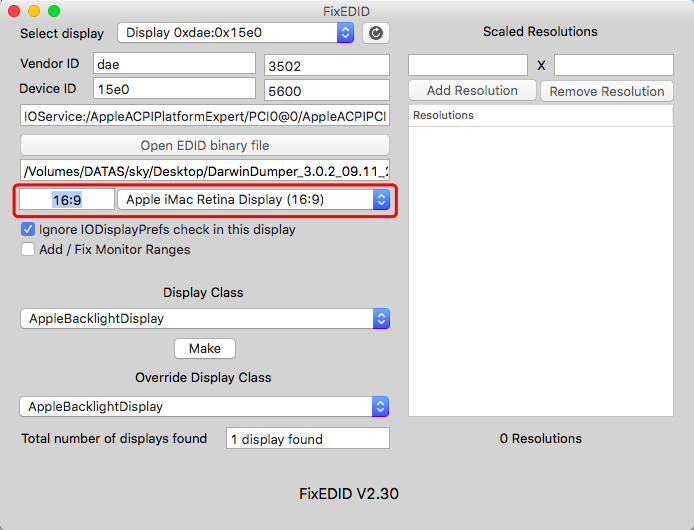 FixEDID
Select display
Display 0xdae:0x15e0
Vendor ID
dae
3502
Device ID
15e0
5600
IOService:/AppleACPIPlatformExpert/PCI0@0/AppleACPIPCI
Open EDID binary file
/Volumes/DATAS/sky/Desktop/DarwinDumper_3.0.2_09.11_2
16:9
Apple iMac Retina Display (16:9)
Ignore IODisplayPrefs check in this display
Add / Fix Monitor Ranges
Display Class
AppleBacklightDisplay
Make
Override Display Class
AppleBacklightDisplay
Total number of displays found
1 display found
Scaled Resolutions
X
Add Resolution
Remove Resolution
Resolutions
0 Resolutions
FixEDID V2.30